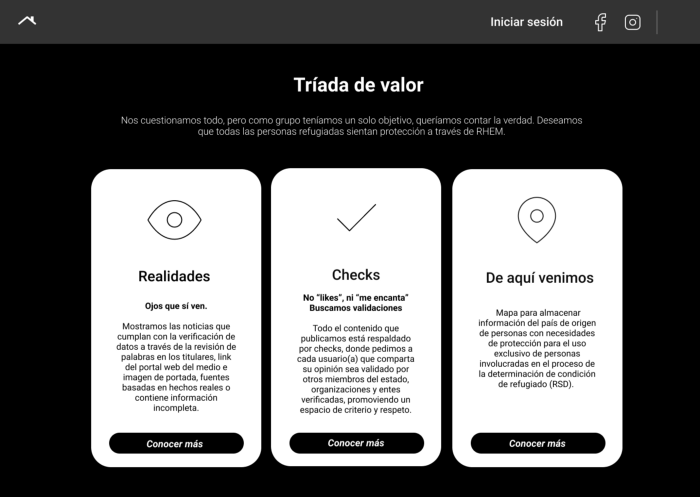 Iniciar sesión
Tríada de valor
Nos cuestionamos todo, pero como grupo teníamos un solo objetivo, queríamos contar la verdad. Deseamos
que todas las personas refugiadas sientan protección a través de RHEM.
Realidades
Ojos que sí ven.
Mostramos las noticias que
cumplan con la verificación de
datos a través de la revisión de
palabras en los titulares, link
del portal web del medio e
imagen de portada, fuentes
basadas en hechos reales o
contiene información
incompleta.
Conocer más
Checks
No “likes”, ni “me encanta”
Buscamos validaciones
Todo el contenido que
publicamos está respaldado
por checks, donde pedimos a
cada usuario(a) que comparta
su opinión sea validado por
otros miembros del estado,
organizaciones y entes
verificadas, promoviendo un
espacio de criterio y respeto.
Conocer más
De aquí venimos
Mapa para almacenar
información del país de origen
de personas con necesidades
de protección para el uso
exclusivo de personas
involucradas en el proceso de
la determinación de condición
de refugiado (RSD).
Conocer más